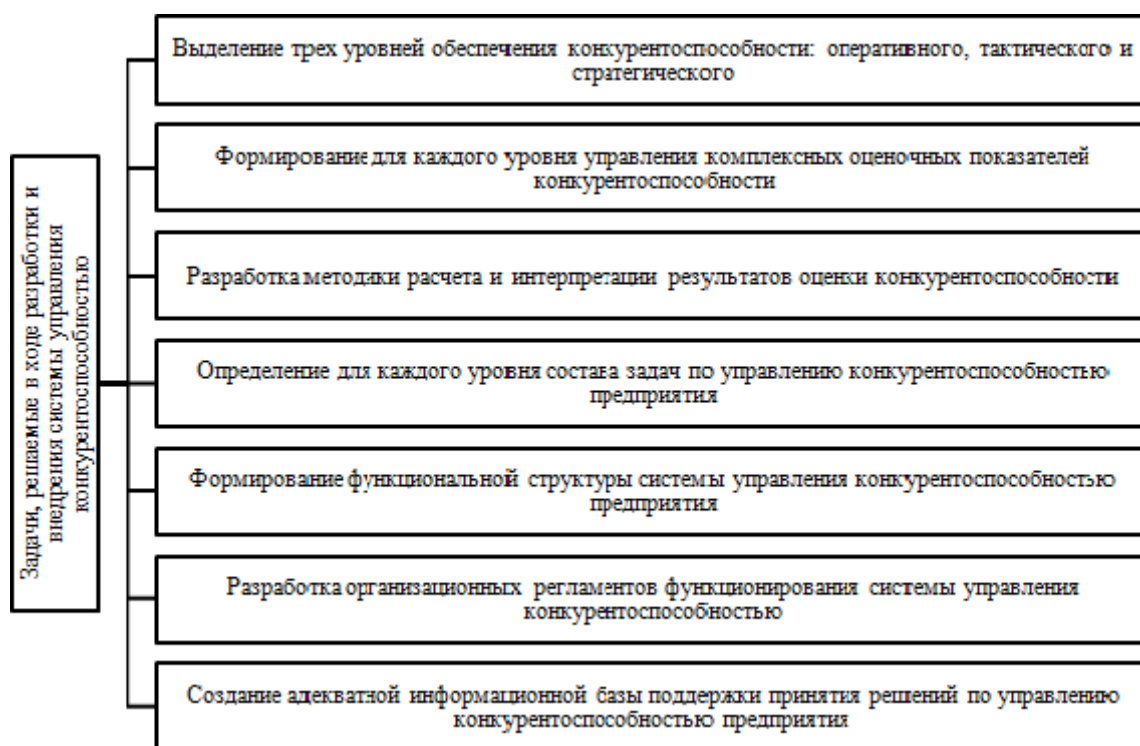 Задачи, решаемые в ходе разработки и
внедрения системы управления
конкурентоспособностью
Выделение трех уровней обеспечения конкурентоспособности: оперативного, тактического и
стратегического
Формирование для каждого уровня управления комплексных оценочных показателей
конкурентоспособности
Разработка методики расчета и интерпретации результатов оценки конкурентоспособности
Определение для каждого уровня состава задач по управлению конкурентоспособностью
предприятия
Формирование функциональной структуры системы управления конкурентоспособностью
предприятия
Разработка организационных регламентов функционирования системы управления
конкурентоспособностью
Создание адекватной информационной базы поддержки принятия решений по управлению
конкурентоспособностью предприятия